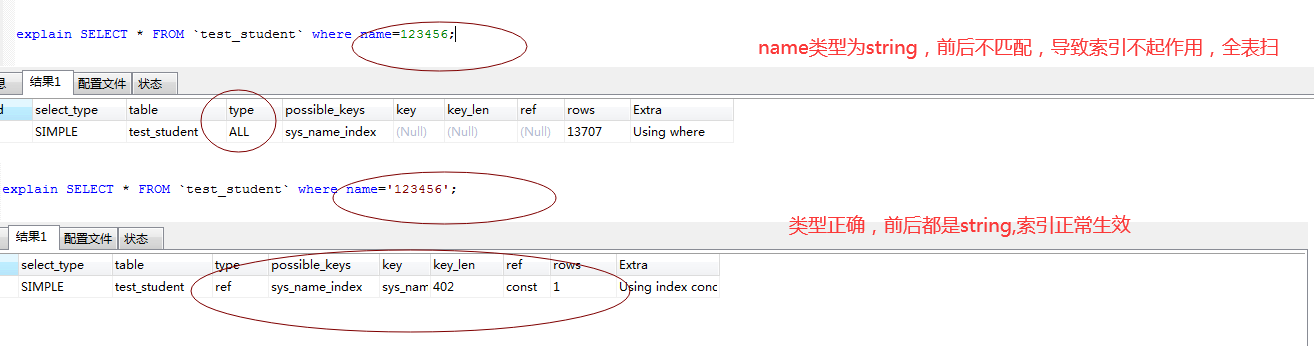 explain SELECT * FROM `test_student` where name=123456;
name类型为string，前后不匹配，导致索引不起作用，全表扫
息 结果1 配置文件 状态
d select_type table type possible_keys key key_len ref rows Extra
SIMPLE test_student ALL sys_name_index (Null) (Null) (Null) 13707 Using where
explain SELECT * FROM `test_student` where name='123456';
类型正确，前后都是string,索引正常生效
结果1 配置文件 状态
select_type table type possible_keys key key_len ref rows Extra
SIMPLE test_student ref sys_name_index sys_nam 402 const 1 Using index conc